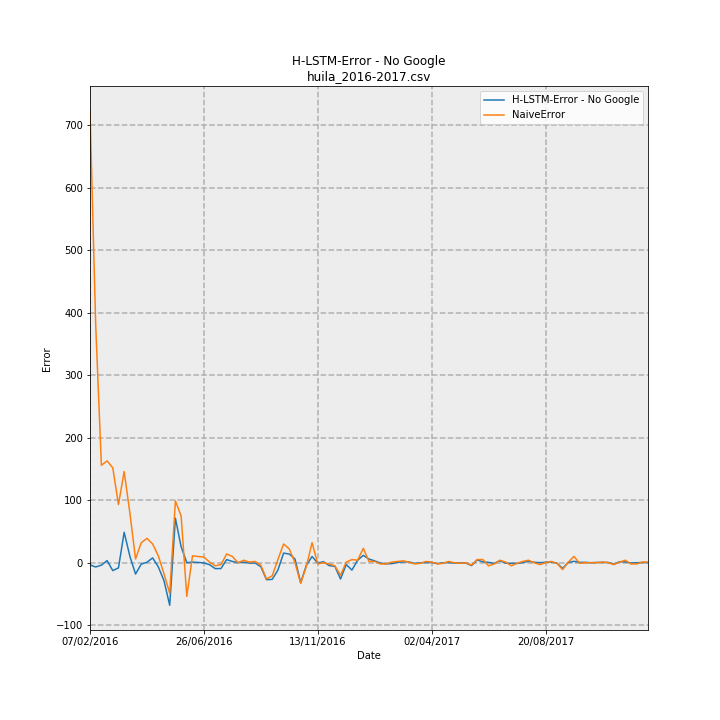 H-LSTM-Error - No Google
huila_2016-2017.csv
H-LSTM-Error - No Google
NaiveError
700
600
500
400
300
200
100
0
−100
Error
07/02/2016
26/06/2016
13/11/2016
02/04/2017
20/08/2017
Date